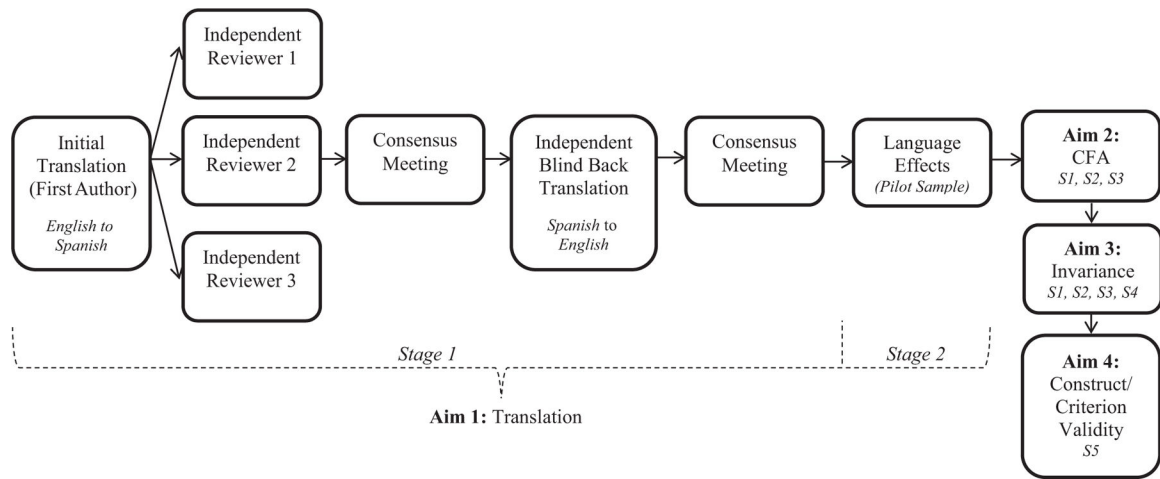 Initial
Translation
(First Author)
English to
Spanish
Independent
Reviewer 1
Independent
Reviewer 2
Independent
Reviewer 3
Consensus
Meeting
Independent
Blind Back
Translation
Spanish to
English
Consensus
Meeting
Language
Effects
(Pilot Sample)
Aim 2:
CFA
S1, S2, S3
Aim 3:
Invariance
S1, S2, S3, S4
Aim 4:
Construct/
Criterion
Validity
S5
Stage 1
Stage 2
Aim 1: Translation